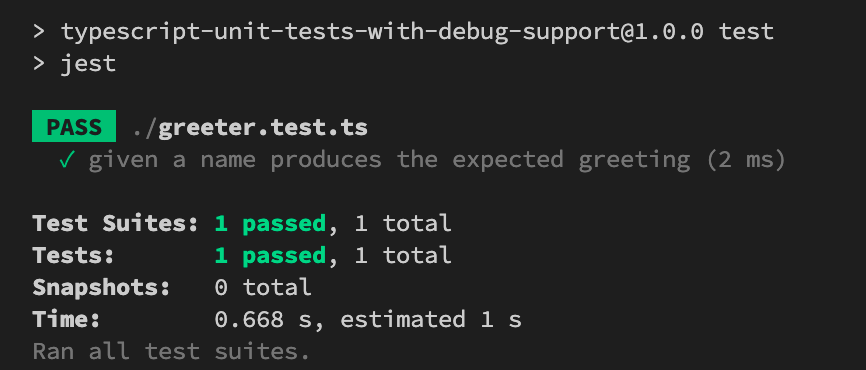 > typescript-unit-tests-with-debug-support@1.0.0 test
> jest
PASS ./greeter.test.ts
✓ given a name produces the expected greeting (2 ms)
Test Suites: 1 passed, 1 total
Tests: 1 passed, 1 total
Snapshots: 0 total
Time: 0.668 s, estimated 1 s
Ran all test suites.